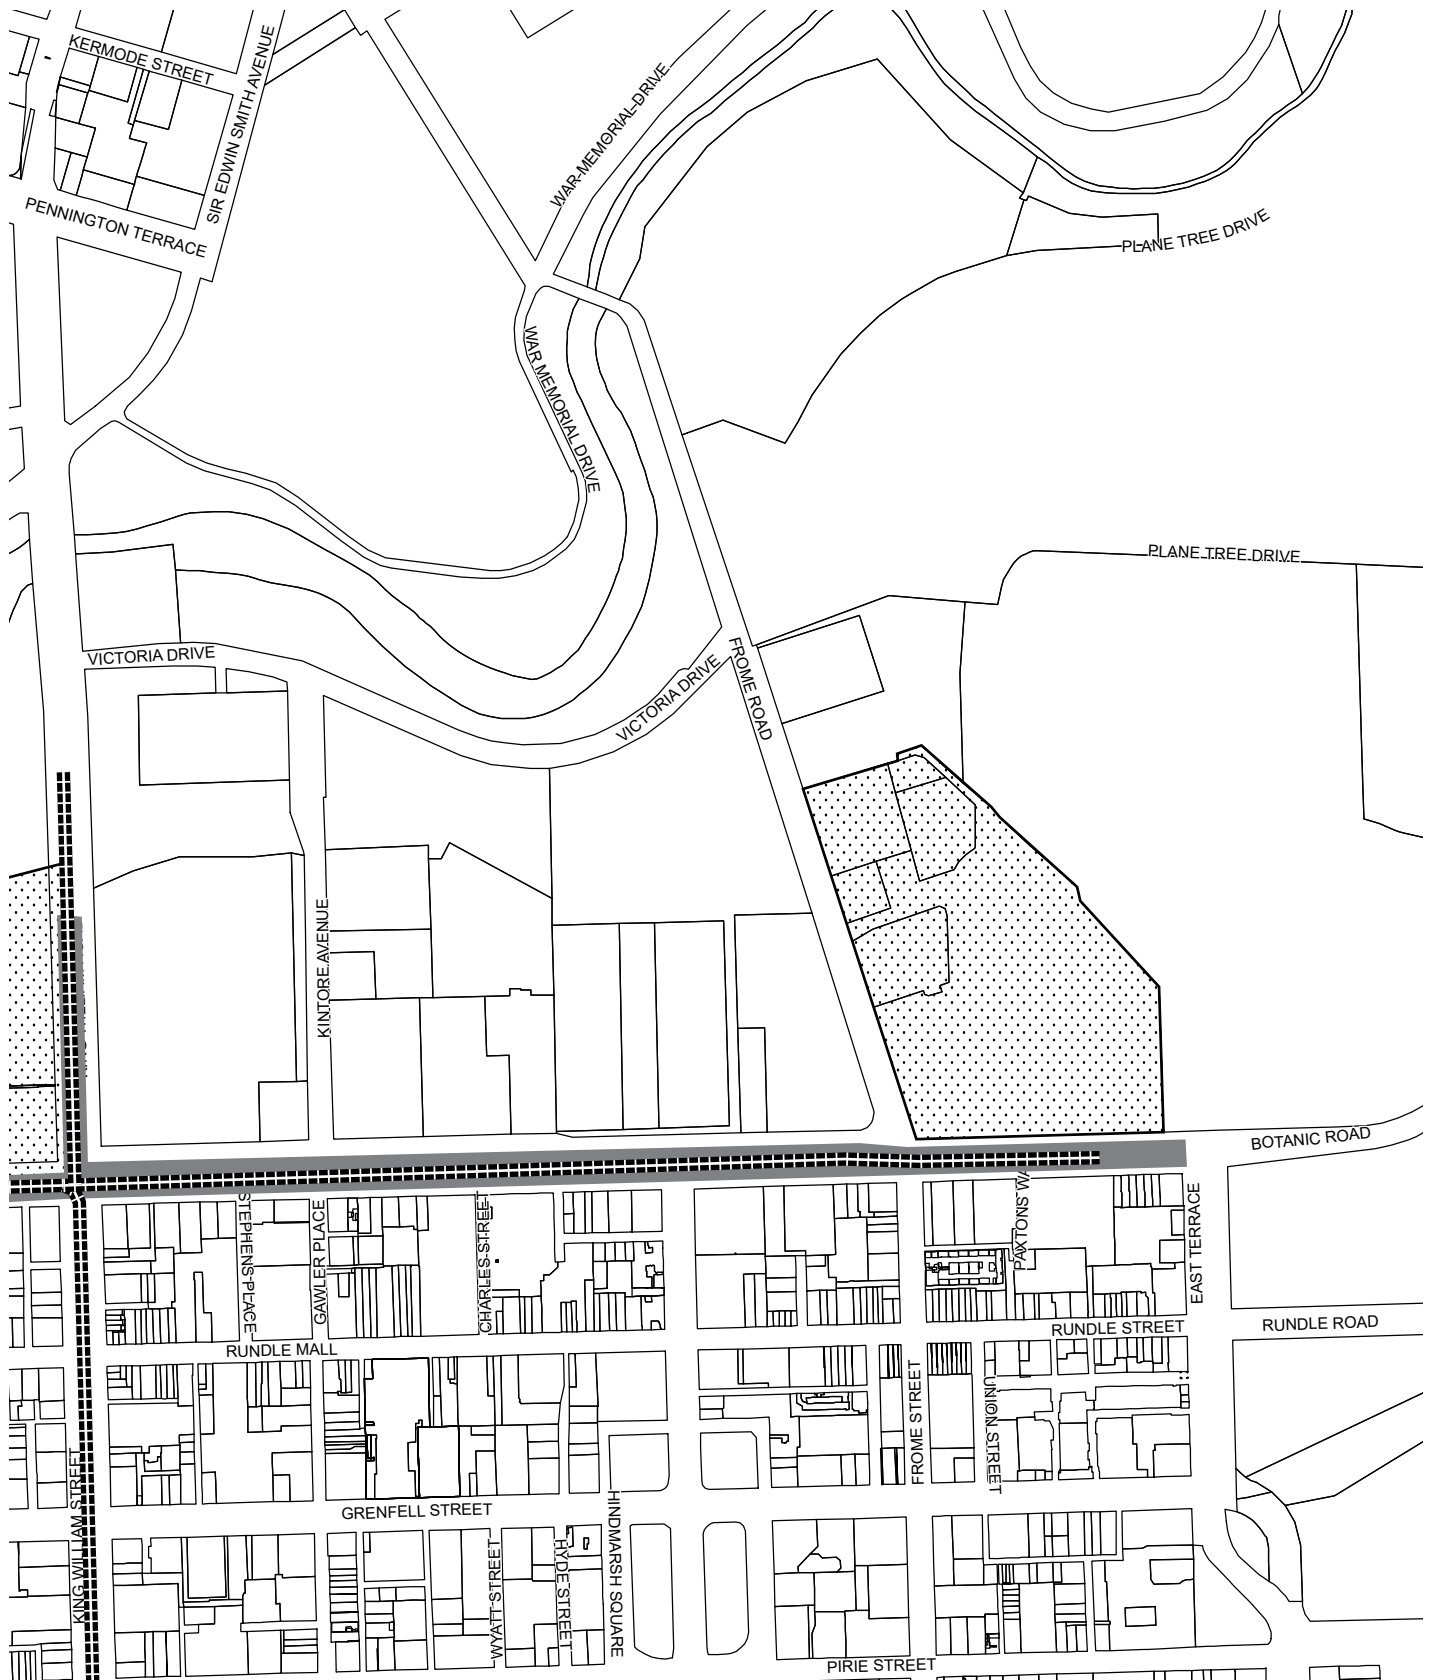 KERMODE STREET
SIR EDWIN SMITH AVENUE
WAR MEMORIAL DRIVE
PENNINGTON TERRACE
PLANE TREE DRIVE
WAR MEMORIAL DRIVE
PLANE TREE DRIVE
VICTORIA DRIVE
VICTORIA DRIVE
FROME ROAD
KINTORE AVENUE
BOTANIC ROAD
STEPHENS PLACE
GAWLER PLACE
CHARLES STREET
EAST TERRACE
RUNDLE MALL
RUNDLE STREET
RUNDLE ROAD
FROME STREET
UNION STREET
KING WILLIAM STREET
GRENFELL STREET
HINDMARSH SQUARE
WYATT STREET
HYDE STREET
PIRIE STREET